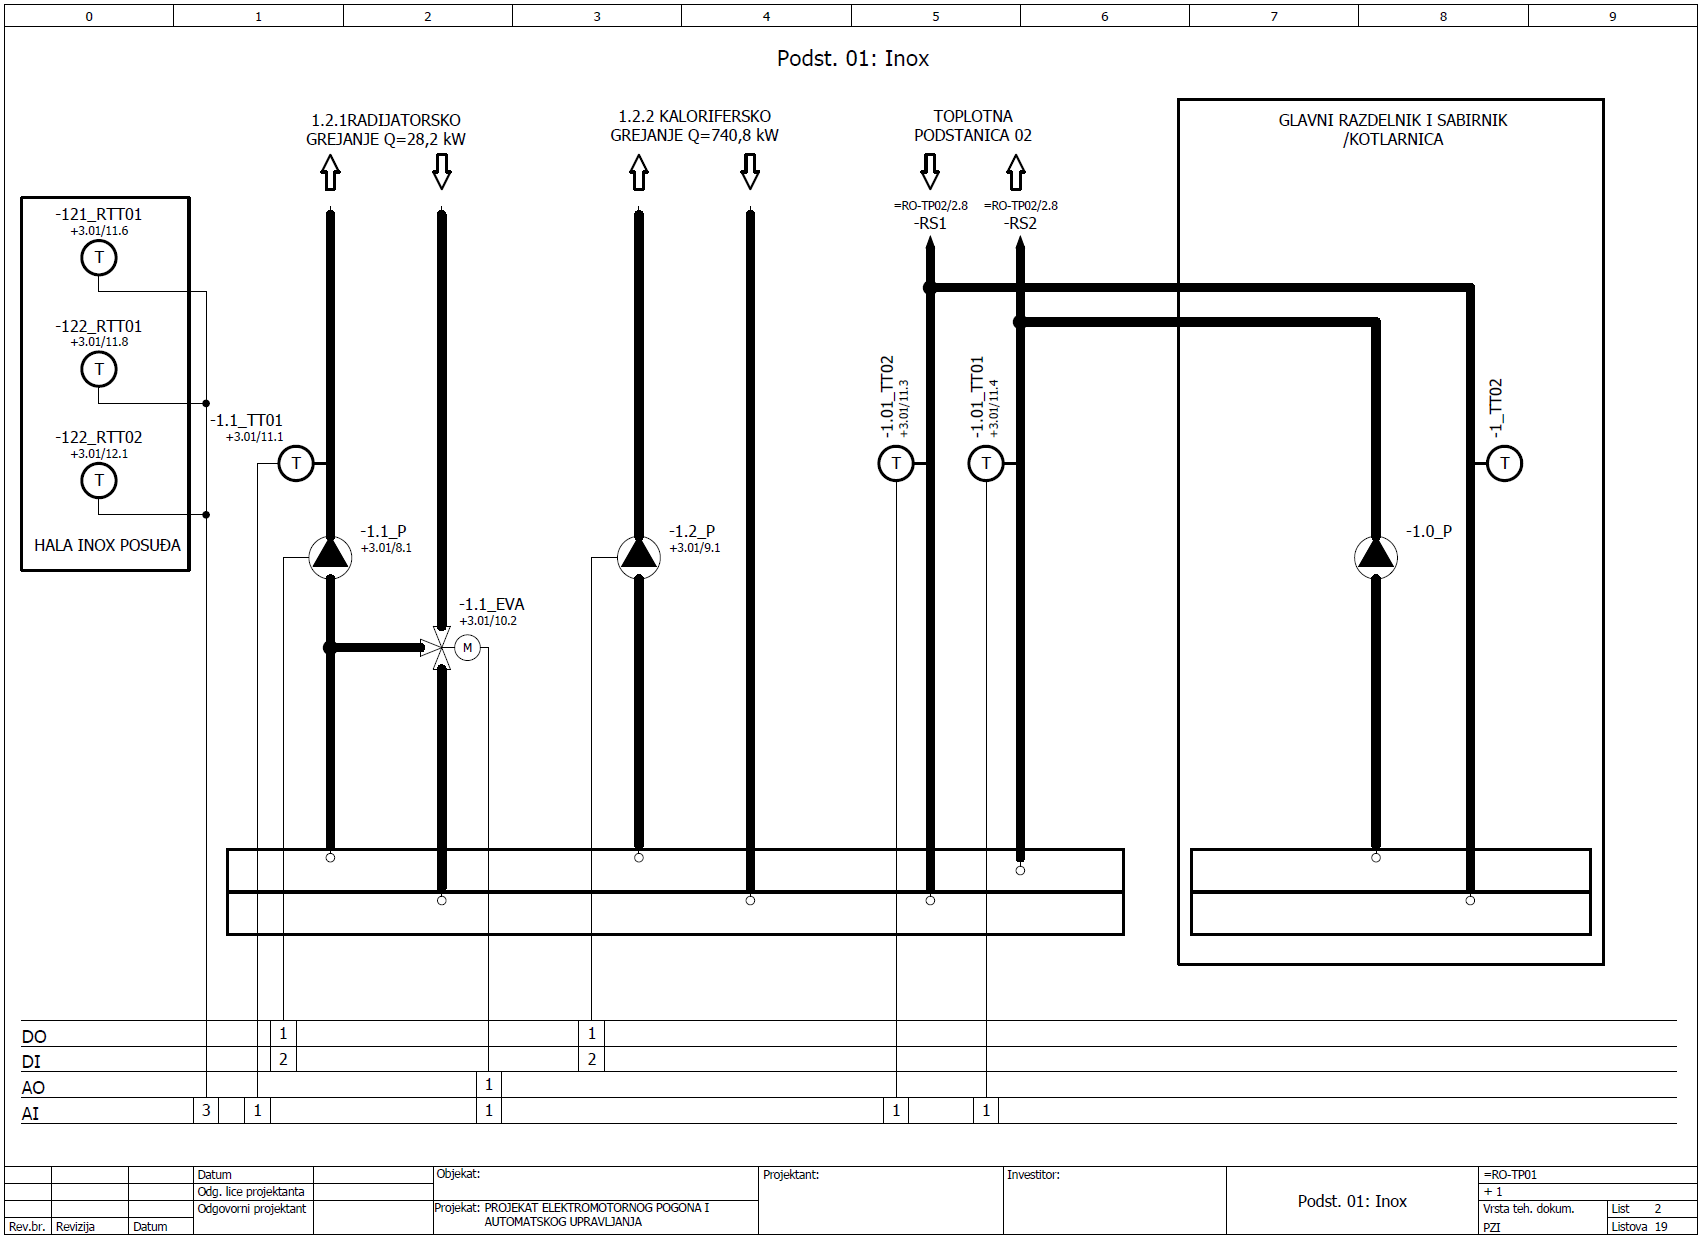 0 1 2 3 4 5 6 7 8 9
Podst. 01: Inox
1.2.1RADIJATORSKO
GREJANJE Q=28,2 kW
1.2.2 KALORIFERSKO
GREJANJE Q=740,8 kW
TOPLOTNA
PODSTANICA 02
GLAVNI RAZDELNIK I SABIRNIK
/KOTLARNICA
=RO-TP02/2.8
-RS1
=RO-TP02/2.8
-RS2
-121_RTT01
+3.01/11.6
T
-122_RTT01
+3.01/11.8
T
-122_RTT02
+3.01/12.1
T
HALA INOX POSUĐA
-1.1_TT01
+3.01/11.1
T
-1.01_TT02
+3.01/11.3
T
-1.01_TT01
+3.01/11.4
T
-1_TT02
T
-1.1_P
+3.01/8.1
-1.2_P
+3.01/9.1
-1.0_P
-1.1_EVA
+3.01/10.2
M
DO 1 1
DI 2 2
AO 1
AI 3 1 1 1 1
Rev.br. Revizija Datum
Datum
Odg. lice projektanta
Odgovorni projektant
Objekat:
Projekat: PROJEKAT ELEKTROMOTORNOG POGONA I
AUTOMATSKOG UPRAVLJANJA
Projektant:
Investitor:
Podst. 01: Inox
=RO-TP01
+ 1
Vrsta teh. dokum.
PZI
List 2
Listova 19